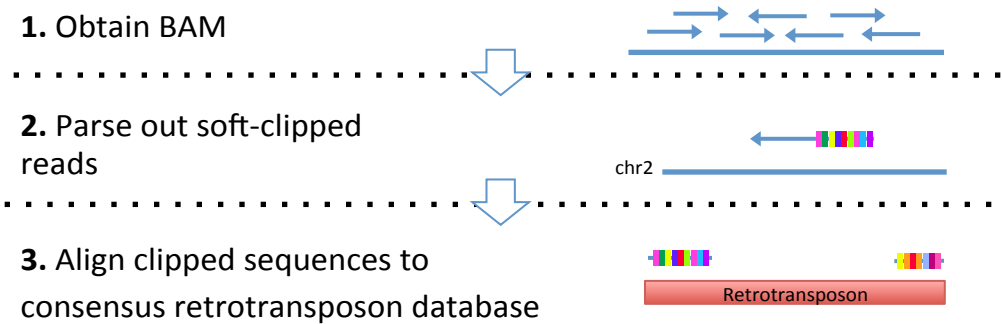 1. Obtain BAM
2. Parse out soft-clipped
reads
chr2
3. Align clipped sequences to
consensus retrotransposon database
Retrotransposon